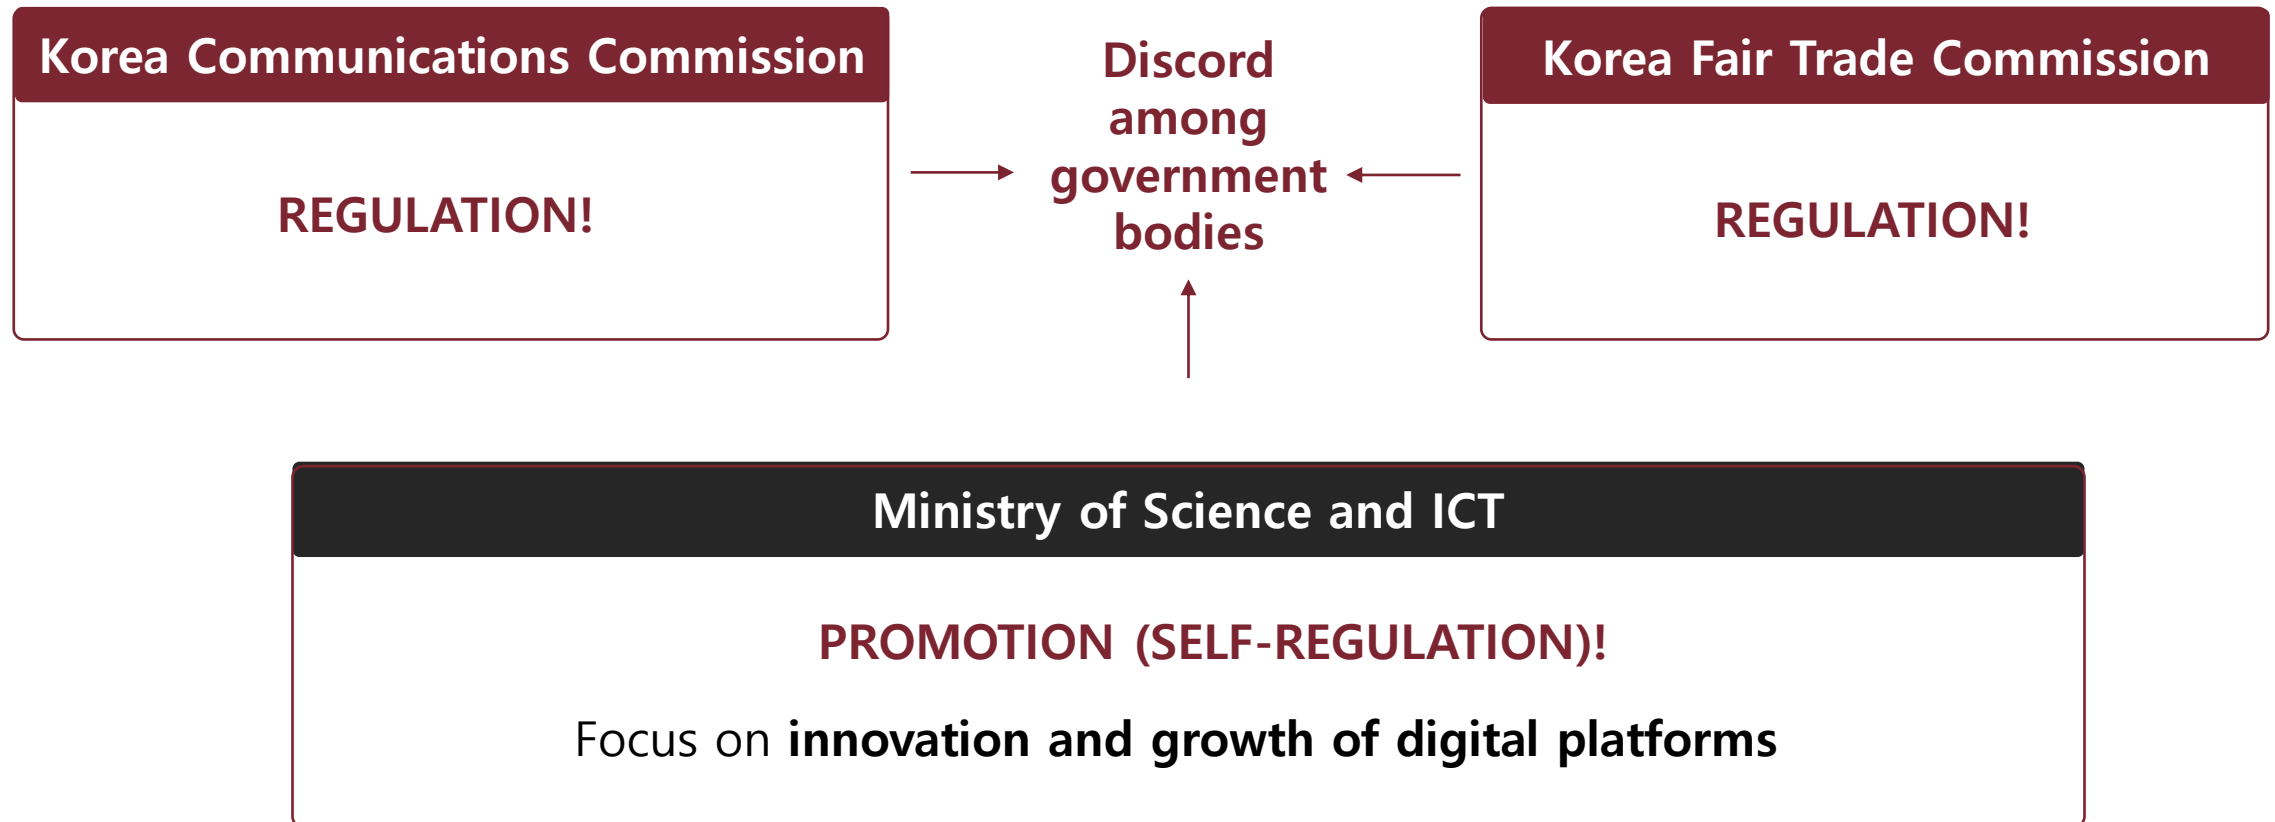 Korea Communications Commission
REGULATION!
Discord
among
government
bodies
Korea Fair Trade Commission
REGULATION!
Ministry of Science and ICT
PROMOTION (SELF-REGULATION)!
Focus on innovation and growth of digital platforms